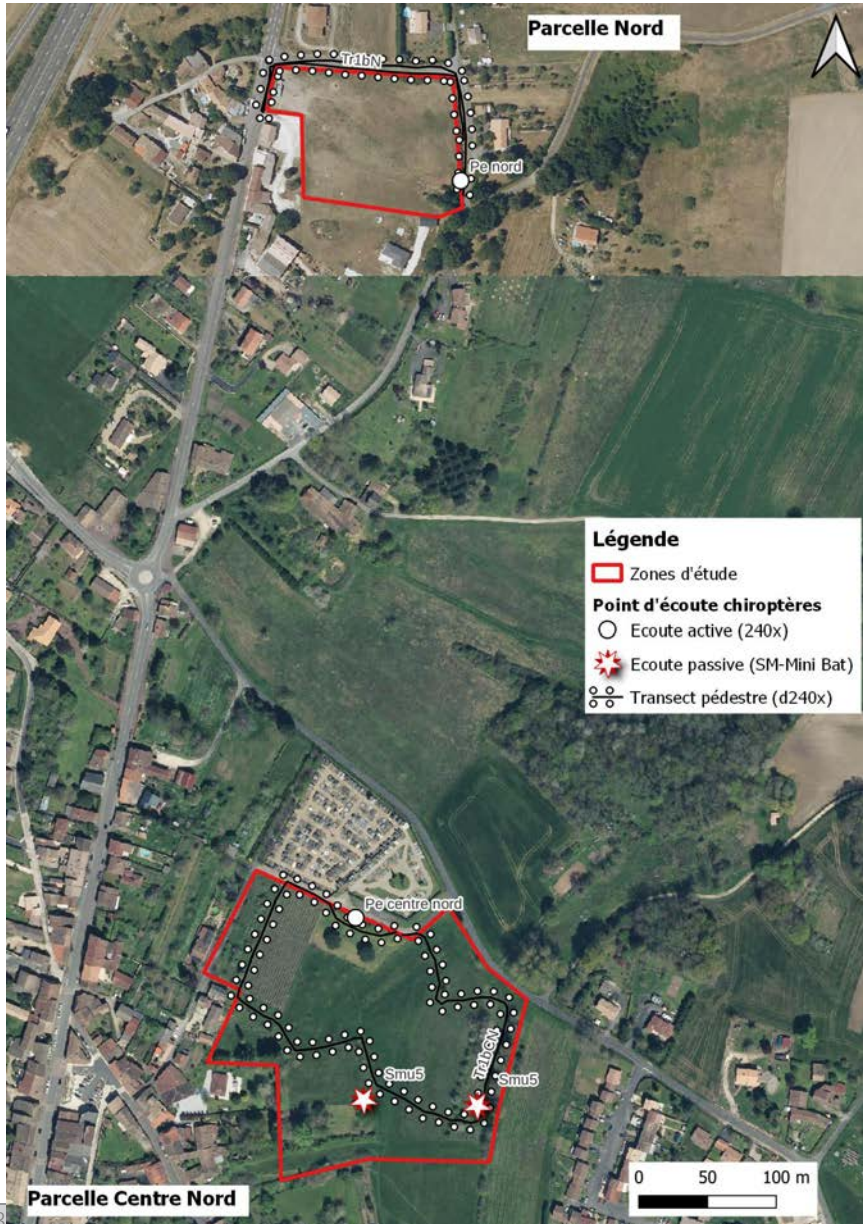 Parcelle Nord
Tr1bN
Pe nord
Légende
Zones d'étude
Point d'écoute chiroptères
Ecoute active (240x)
Ecoute passive (SM-Mini Bat)
Transect pédestre (d240x)
Pe centre nord
Tr1bCN
Smu5
Smu5
0 50 100 m
Parcelle Centre Nord